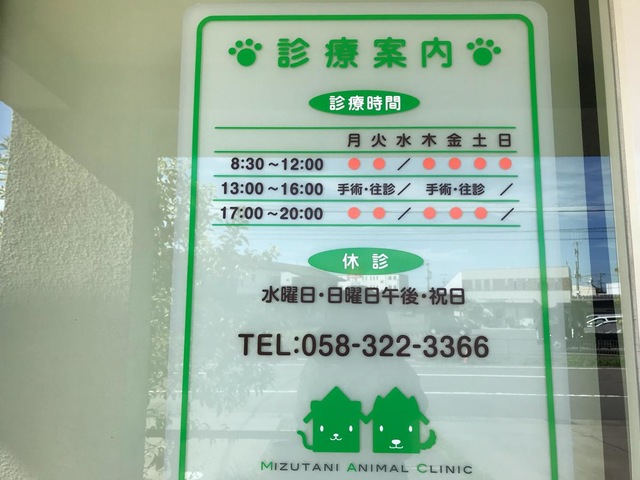 診療案内
診療時間
月 火 水 木 金 土 日
8:30～12:00 ● ● ／ ● ● ● ●
13:00～16:00 手術・往診 ／ 手術・往診 ／
17:00～20:00 ● ● ／ ● ● ● ／
休診
水曜日・日曜日午後・祝日
TEL:058-322-3366
MIZUTANI ANIMAL CLINIC